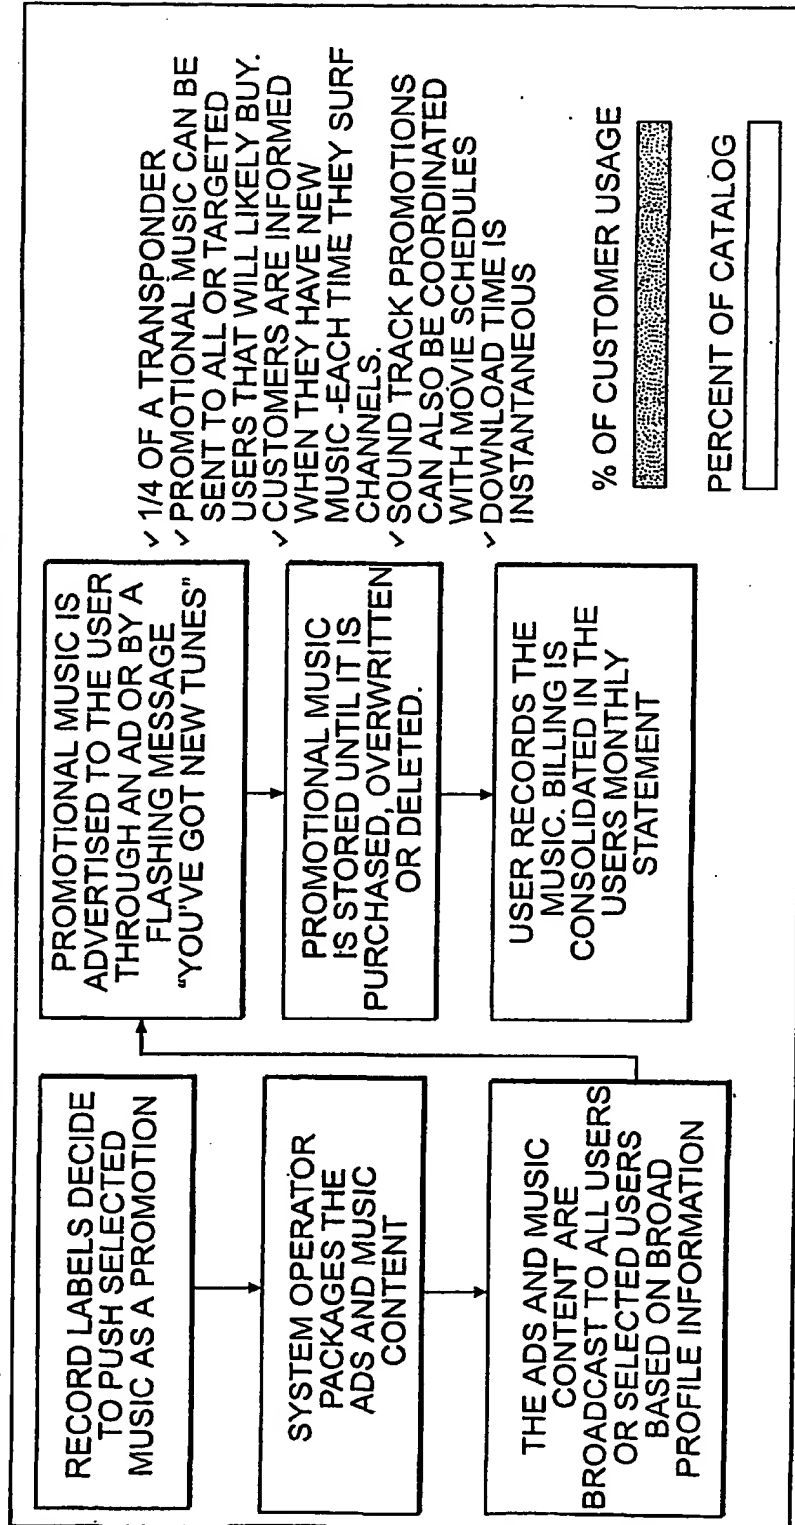 RECORD LABELS DECIDE
TO PUSH SELECTED
MUSIC AS A PROMOTION
SYSTEM OPERATOR
PACKAGES THE
ADS AND MUSIC
CONTENT
THE ADS AND MUSIC
CONTENT ARE
BROADCAST TO ALL USERS
OR SELECTED USERS
BASED ON BROAD
PROFILE INFORMATION
PROMOTIONAL MUSIC IS
ADVERTISED TO THE USER
THROUGH AN AD OR BY A
FLASHING MESSAGE
“YOU'VE GOT NEW TUNES”
PROMOTIONAL MUSIC
IS STORED UNTIL IT IS
PURCHASED, OVERWRITTEN
OR DELETED.
USER RECORDS THE
MUSIC. BILLING IS
CONSOLIDATED IN THE
USERS MONTHLY
STATEMENT
✓ 1/4 OF A TRANSPONDER
✓ PROMOTIONAL MUSIC CAN BE
SENT TO ALL OR TARGETED
USERS THAT WILL LIKELY BUY.
✓ CUSTOMERS ARE INFORMED
WHEN THEY HAVE NEW
MUSIC -EACH TIME THEY SURF
CHANNELS.
✓ SOUND TRACK PROMOTIONS
CAN ALSO BE COORDINATED
WITH MOVIE SCHEDULES
✓ DOWNLOAD TIME IS
INSTANTANEOUS
% OF CUSTOMER USAGE
PERCENT OF CATALOG